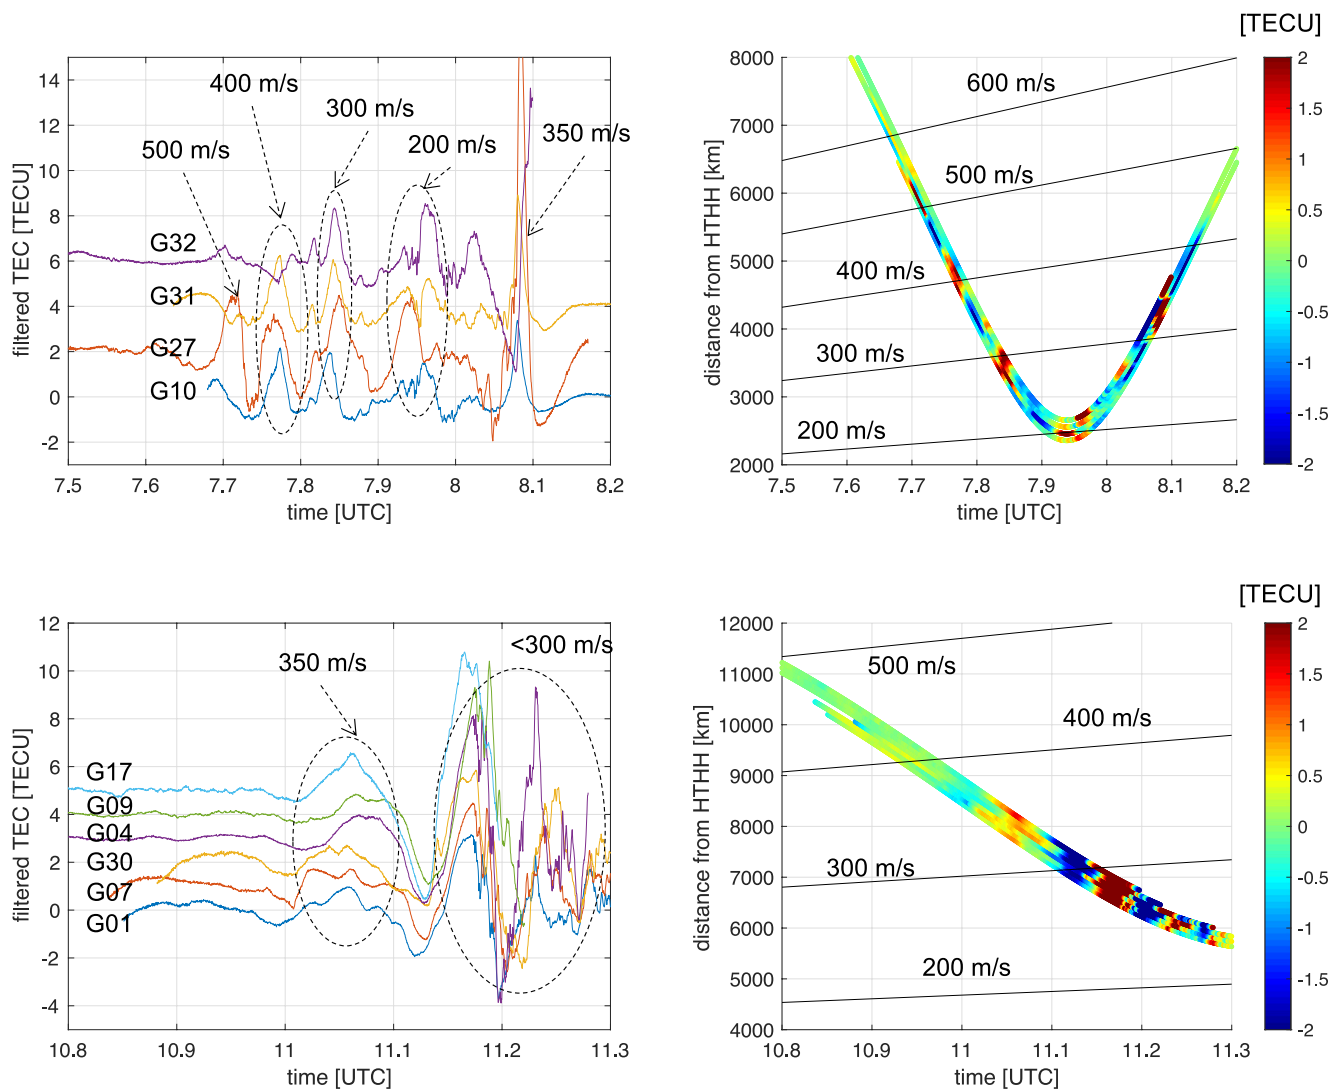 [TECU]
14
12
10
8
6
4
2
0
-2
filtered TEC [TECU]
400 m/s
300 m/s
500 m/s
200 m/s
350 m/s
G32
G31
G27
G10
7.5 7.6 7.7 7.8 7.9 8 8.1 8.2
time [UTC]
8000
7000
6000
5000
4000
3000
2000
distance from HTHH [km]
600 m/s
500 m/s
400 m/s
300 m/s
200 m/s
7.5 7.6 7.7 7.8 7.9 8 8.1 8.2
time [UTC]
2
1.5
1
0.5
0
-0.5
-1
-1.5
-2
[TECU]
12
10
8
6
4
2
0
-2
-4
filtered TEC [TECU]
350 m/s
<300 m/s
G17
G09
G04
G30
G07
G01
10.8 10.9 11 11.1 11.2 11.3
time [UTC]
12000
11000
10000
9000
8000
7000
6000
5000
4000
distance from HTHH [km]
500 m/s
400 m/s
300 m/s
200 m/s
10.8 10.9 11 11.1 11.2 11.3
time [UTC]
2
1.5
1
0.5
0
-0.5
-1
-1.5
-2